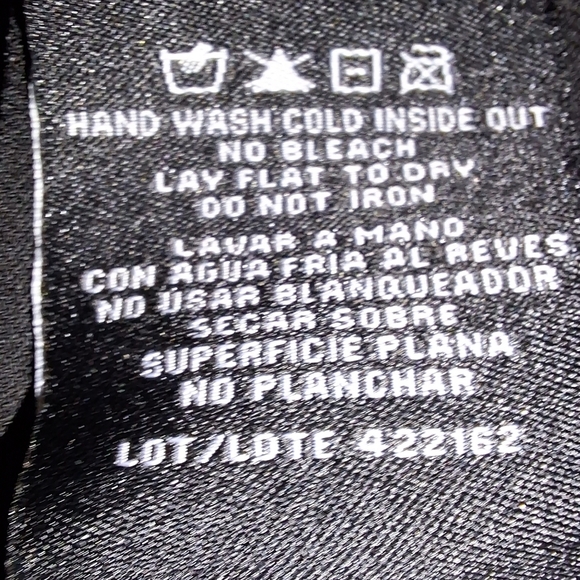 HAND WASH COLD INSIDE OUT
NO BLEACH
LAY FLAT TO DRY
DO NOT IRON
LAVAR A MANO
CON AGUA FRIA AL REVES
NO USAR BLANQUEADOR
SECAR SOBRE
SUPERFICIE PLANA
NO PLANCHAR
LOT/LOTE 422162